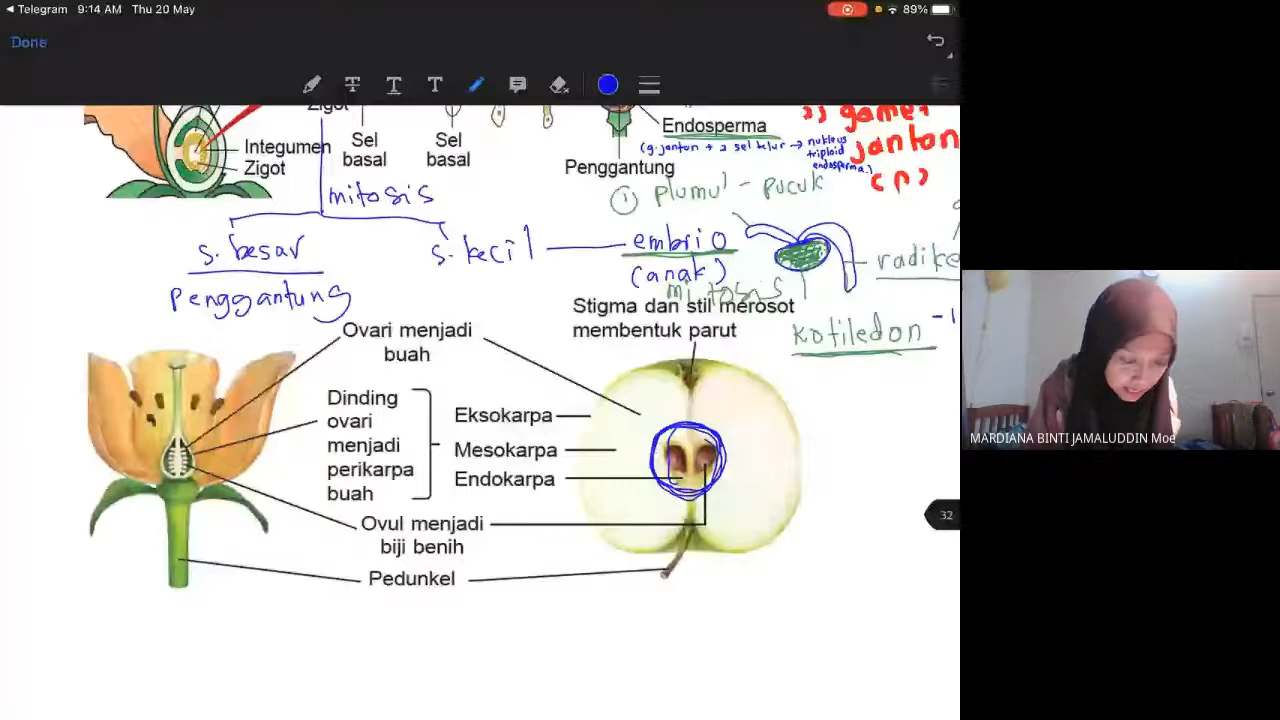 Telegram 9:14 AM Thu 20 May 89%
Done
Zigot
Sel
basal
Sel
basal
Integumen
Zigot
Endosperma
(g. jantan + 2 sel telur → nukleus
triploid
endosperma.)
Penggantung
gamet
jantan
(n)
mitosis
① plumul - pucuk
s. besar
s. kecil
embrio
(anak)
mitosis
Penggantung
kotiledon -1
Stigma dan stil merosot
membentuk parut
Ovari menjadi
buah
Dinding
ovari
menjadi
perikarpa
buah
Eksokarpa
Mesokarpa
Endokarpa
Ovul menjadi
biji benih
Pedunkel
32
MARDIANA BINTI JAMALUDDIN Moe